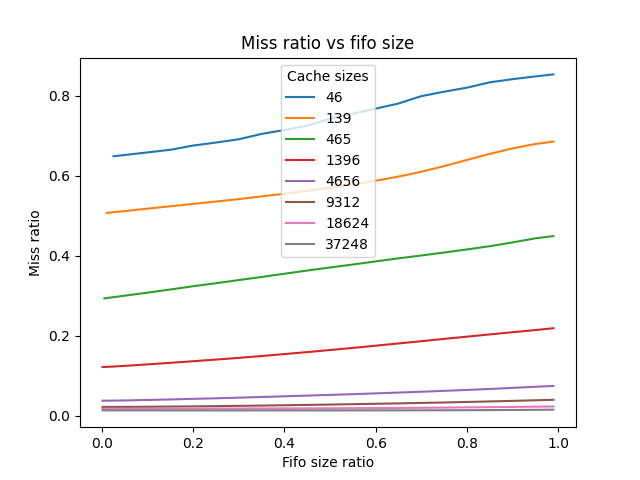 Miss ratio vs fifo size
Cache sizes
46
139
465
1396
4656
9312
18624
37248
Miss ratio
0.8
0.6
0.4
0.2
0.0
0.0 0.2 0.4 0.6 0.8 1.0
Fifo size ratio